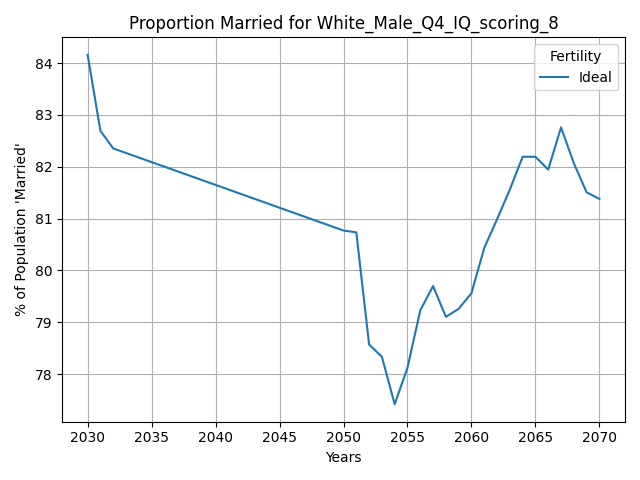 Proportion Married for White_Male_Q4_IQ_scoring_8
Fertility
Ideal
% of Population 'Married'
84
83
82
81
80
79
78
2030 2035 2040 2045 2050 2055 2060 2065 2070
Years